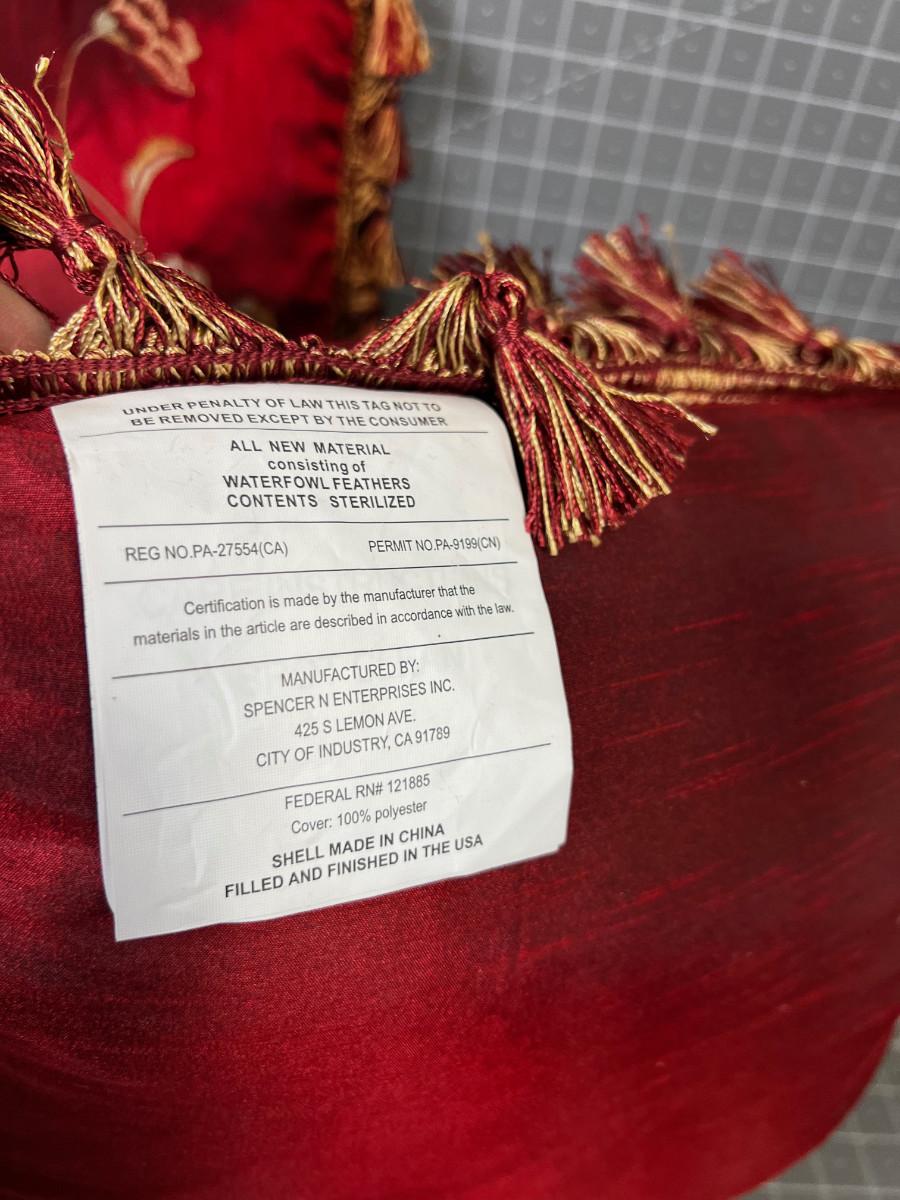 UNDER PENALTY OF LAW THIS TAG NOT TO
BE REMOVED EXCEPT BY THE CONSUMER
ALL NEW MATERIAL
consisting of
WATERFOWL FEATHERS
CONTENTS STERILIZED
REG NO.PA-27554(CA) PERMIT NO.PA-9199(CN)
Certification is made by the manufacturer that the
materials in the article are described in accordance with the law.
MANUFACTURED BY:
SPENCER N ENTERPRISES INC.
425 S LEMON AVE.
CITY OF INDUSTRY, CA 91789
FEDERAL RN# 121885
Cover: 100% polyester
SHELL MADE IN CHINA
FILLED AND FINISHED IN THE USA